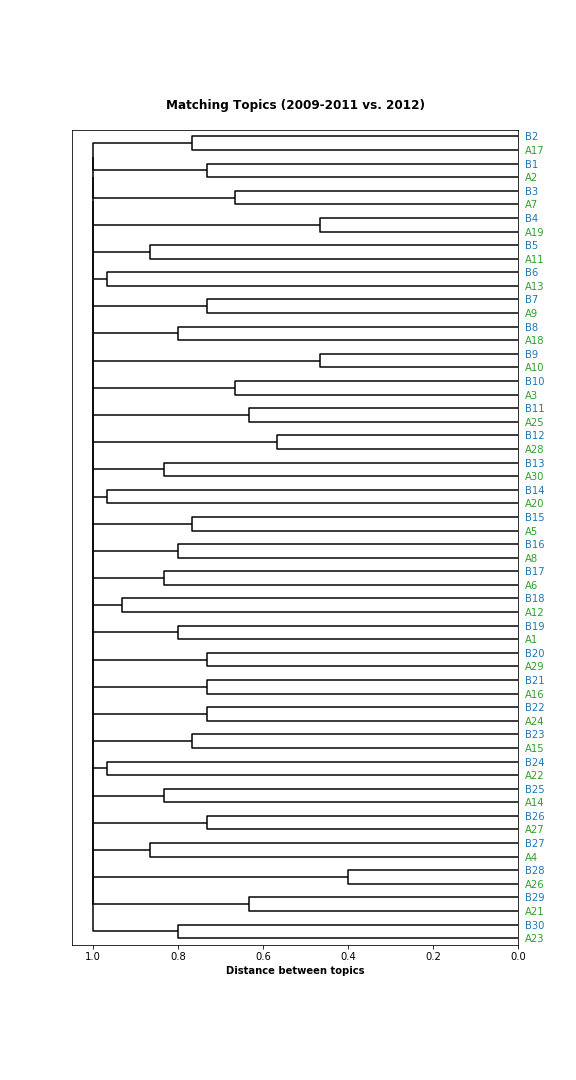 Matching Topics (2009-2011 vs. 2012)
B2
A17
B1
A2
B3
A7
B4
A19
B5
A11
B6
A13
B7
A9
B8
A18
B9
A10
B10
A3
B11
A25
B12
A28
B13
A30
B14
A20
B15
A5
B16
A8
B17
A6
B18
A12
B19
A1
B20
A29
B21
A16
B22
A24
B23
A15
B24
A22
B25
A14
B26
A27
B27
A4
B28
A26
B29
A21
B30
A23
1.0 0.8 0.6 0.4 0.2 0.0
Distance between topics